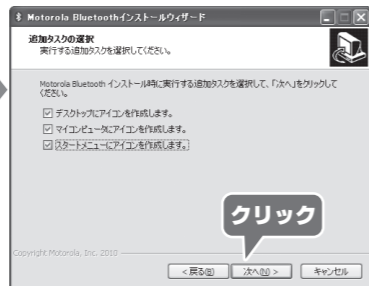 Motorola Bluetoothインストールウィザード
追加タスクの選択
実行する追加タスクを選択してください。
Motorola Bluetooth インストール時に実行する追加タスクを選択して、「次へ」をクリックして
ください。
デスクトップにアイコンを作成します。
マイコンピュータにアイコンを作成します。
スタートメニューにアイコンを作成します。
クリック
Copyright Motorola, Inc. 2010
< 戻る(B)
次へ(N) >
キャンセル